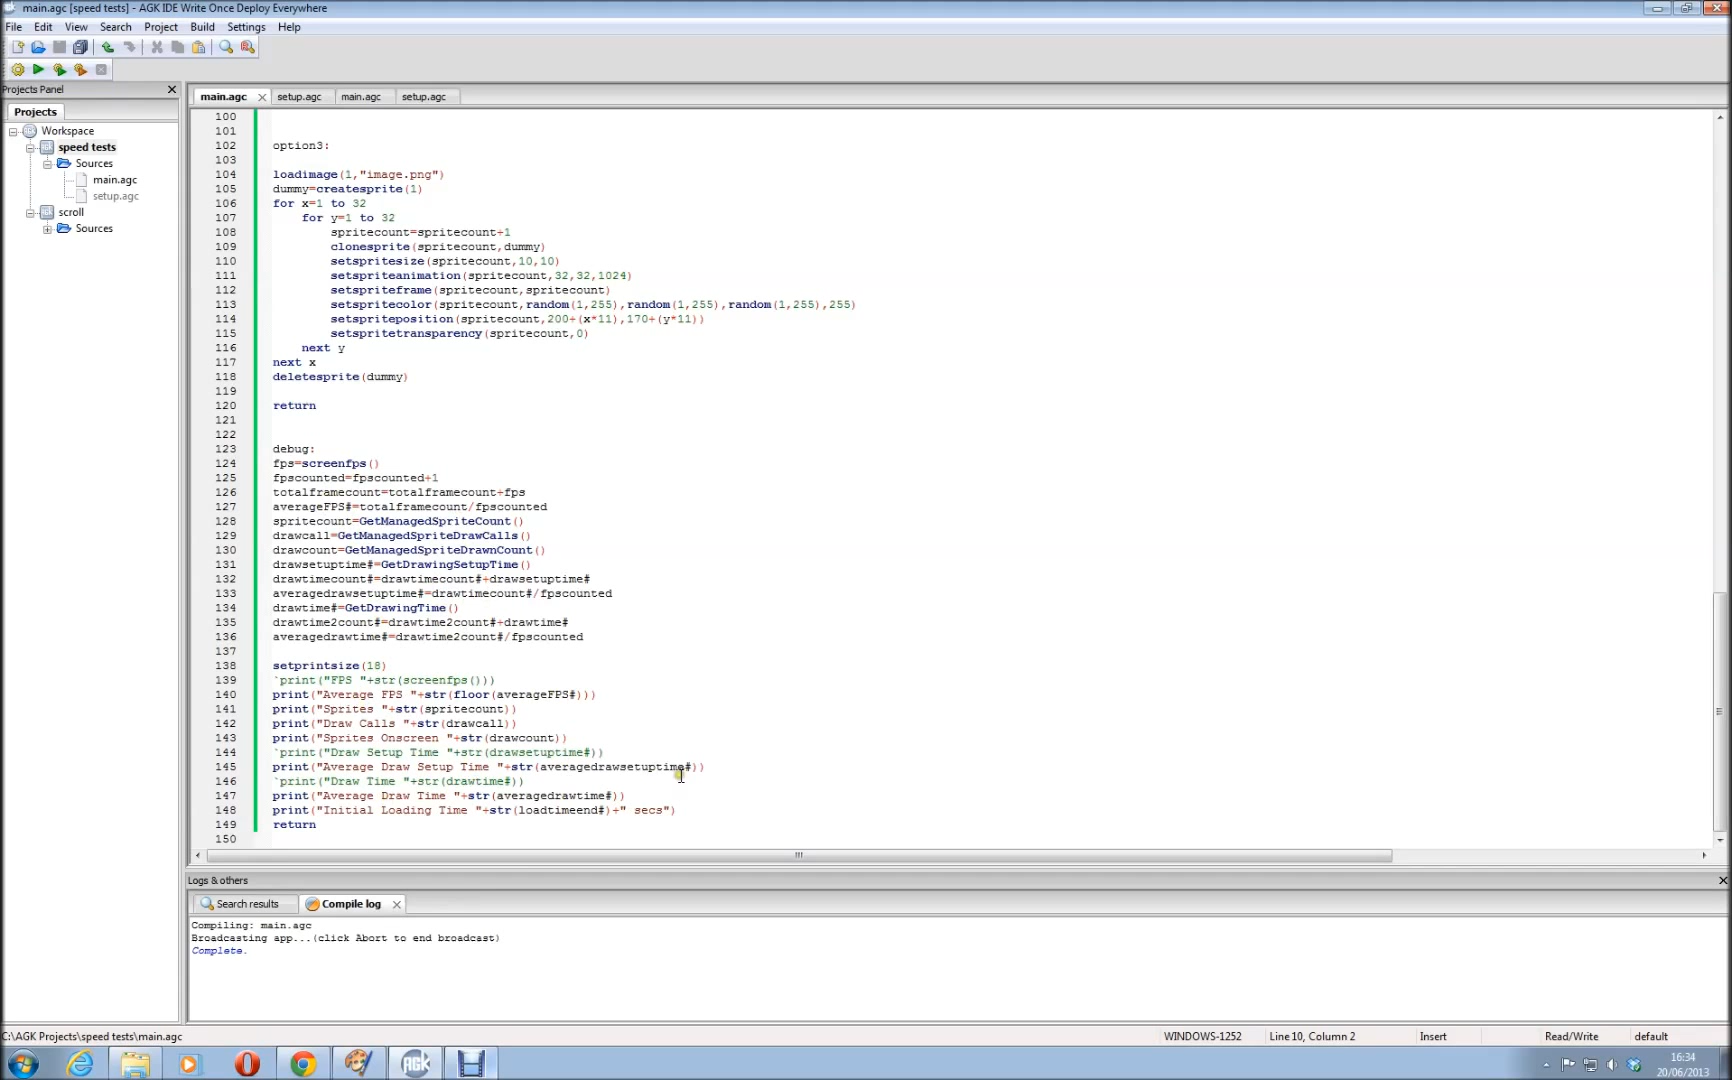 main.agc [speed tests] - AGK IDE Write Once Deploy Everywhere
File Edit View Search Project Build Settings Help
Projects Panel
Projects
Workspace
speed tests
Sources
main.agc
setup.agc
scroll
Sources
main.agc setup.agc main.agc setup.agc
100
101
102 option3:
103
104 loadimage(1,"image.png")
105 dummy=createsprite(1)
106 for x=1 to 32
107 for y=1 to 32
108 spritecount=spritecount+1
109 clonesprite(spritecount,dummy)
110 setspritesize(spritecount,10,10)
111 setspriteanimation(spritecount,32,32,1024)
112 setspriteframe(spritecount,spritecount)
113 setspritecolor(spritecount,random(1,255),random(1,255),random(1,255),255)
114 setspriteposition(spritecount,200+(x*11),170+(y*11))
115 setspritetransparency(spritecount,0)
116 next y
117 next x
118 deletesprite(dummy)
119
120 return
121
122
123 debug:
124 fps=screenfps()
125 fpscounted=fpscounted+1
126 totalframecount=totalframecount+fps
127 averageFPS#=totalframecount/fpscounted
128 spritecount=GetManagedSpriteCount()
129 drawcall=GetManagedSpriteDrawCalls()
130 drawcount=GetManagedSpriteDrawnCount()
131 drawsetuptime#=GetDrawingSetupTime()
132 drawtimecount#=drawtimecount#+drawsetuptime#
133 averagedrawsetuptime#=drawtimecount#/fpscounted
134 drawtime#=GetDrawingTime()
135 drawtime2count#=drawtime2count#+drawtime#
136 averagedrawtime#=drawtime2count#/fpscounted
137
138 setprintsize(18)
139 `print("FPS "+str(screenfps()))
140 print("Average FPS "+str(floor(averageFPS#)))
141 print("Sprites "+str(spritecount))
142 print("Draw Calls "+str(drawcall))
143 print("Sprites Onscreen "+str(drawcount))
144 `print("Draw Setup Time "+str(drawsetuptime#))
145 print("Average Draw Setup Time "+str(averagedrawsetuptime#))
146 `print("Draw Time "+str(drawtime#))
147 print("Average Draw Time "+str(averagedrawtime#))
148 print("Initial Loading Time "+str(loadtimeend#)+" secs")
149 return
150
Logs & others
Search results Compile log
Compiling: main.agc
Broadcasting app...(click Abort to end broadcast)
Complete.
C:\AGK Projects\speed tests\main.agc WINDOWS-1252 Line 10, Column 2 Insert Read/Write default
AGK
16:34
20/06/2013